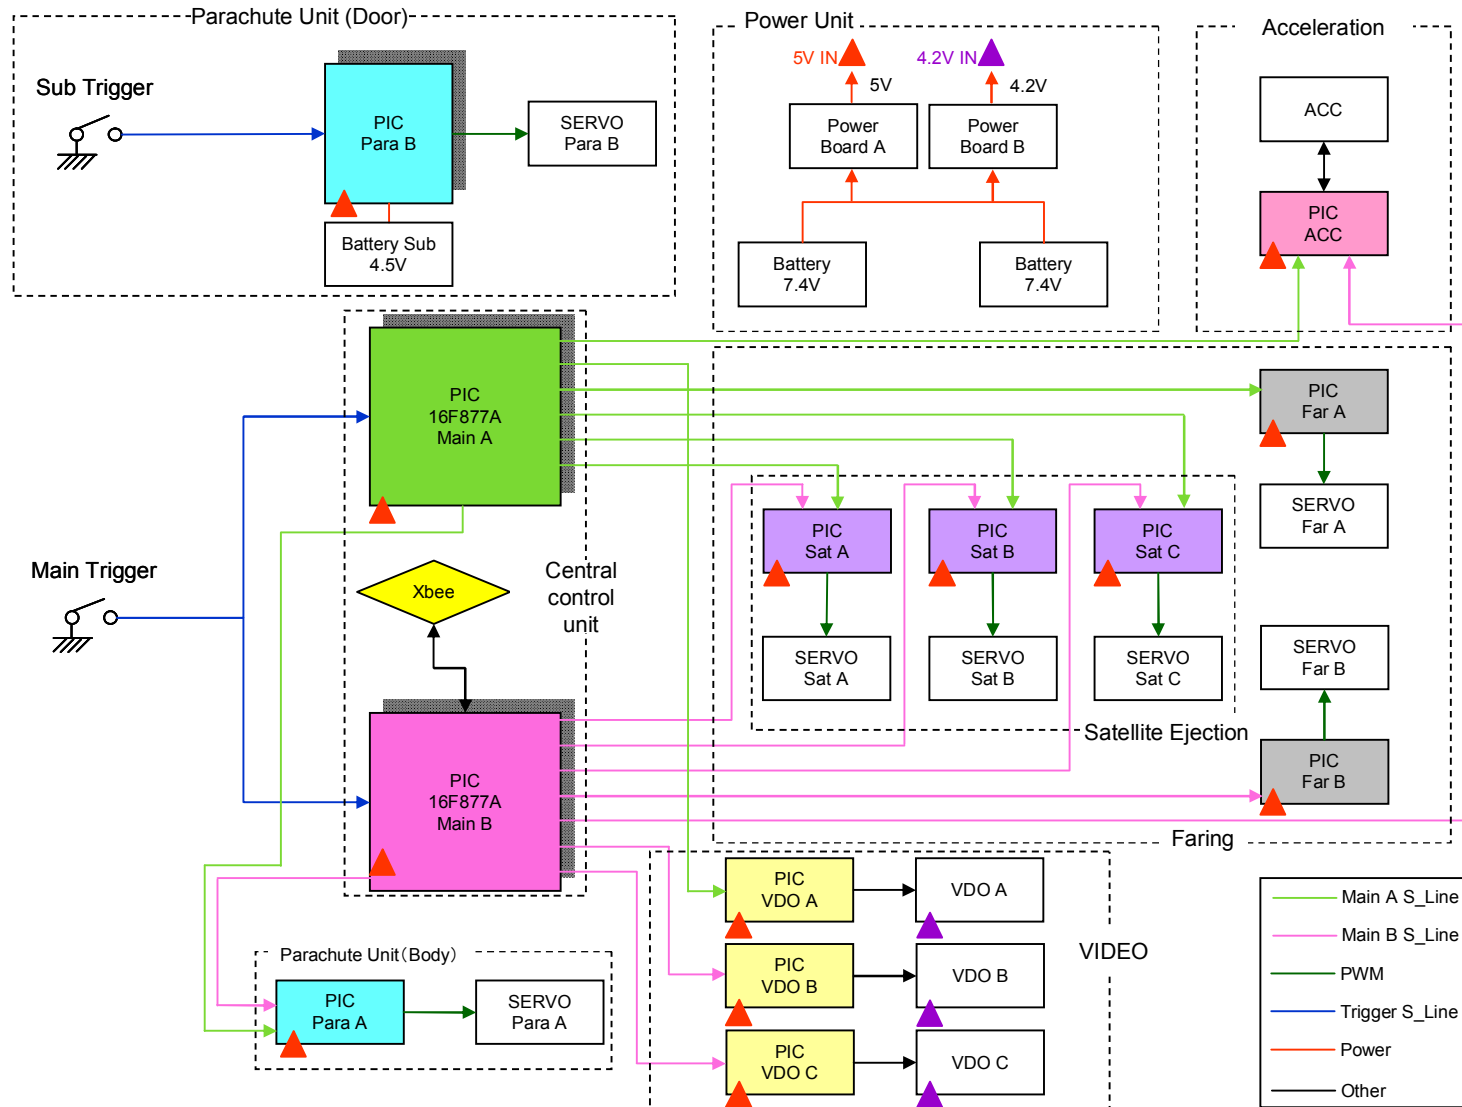 Parachute Unit (Door)
Sub Trigger
PIC
Para B
SERVO
Para B
Battery Sub
4.5V
Power Unit
5V IN
4.2V IN
5V
4.2V
Power
Board A
Power
Board B
Battery
7.4V
Battery
7.4V
Acceleration
ACC
PIC
ACC
Main Trigger
PIC
16F877A
Main A
Xbee
Central
control
unit
PIC
16F877A
Main B
PIC
Far A
SERVO
Far A
PIC
Sat A
PIC
Sat B
PIC
Sat C
SERVO
Sat A
SERVO
Sat B
SERVO
Sat C
Satellite Ejection
SERVO
Far B
PIC
Far B
Faring
Parachute Unit(Body)
PIC
Para A
SERVO
Para A
PIC
VDO A
VDO A
PIC
VDO B
VDO B
PIC
VDO C
VDO C
VIDEO
Main A S_Line
Main B S_Line
PWM
Trigger S_Line
Power
Other